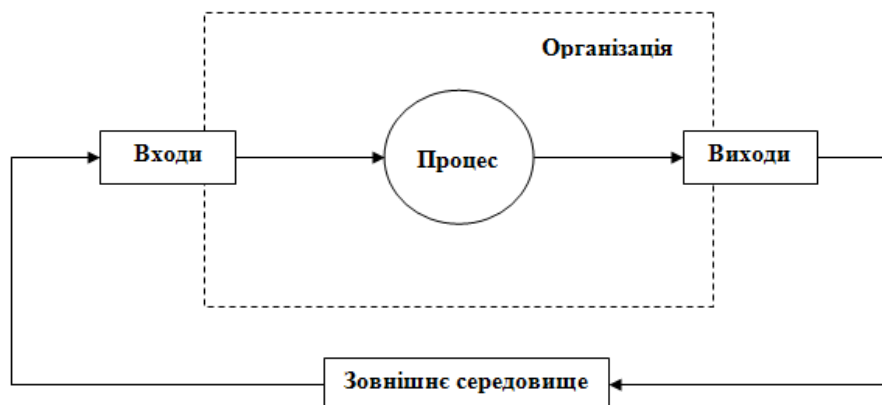 Організація
Входи
Процес
Виходи
Зовнішнє середовище